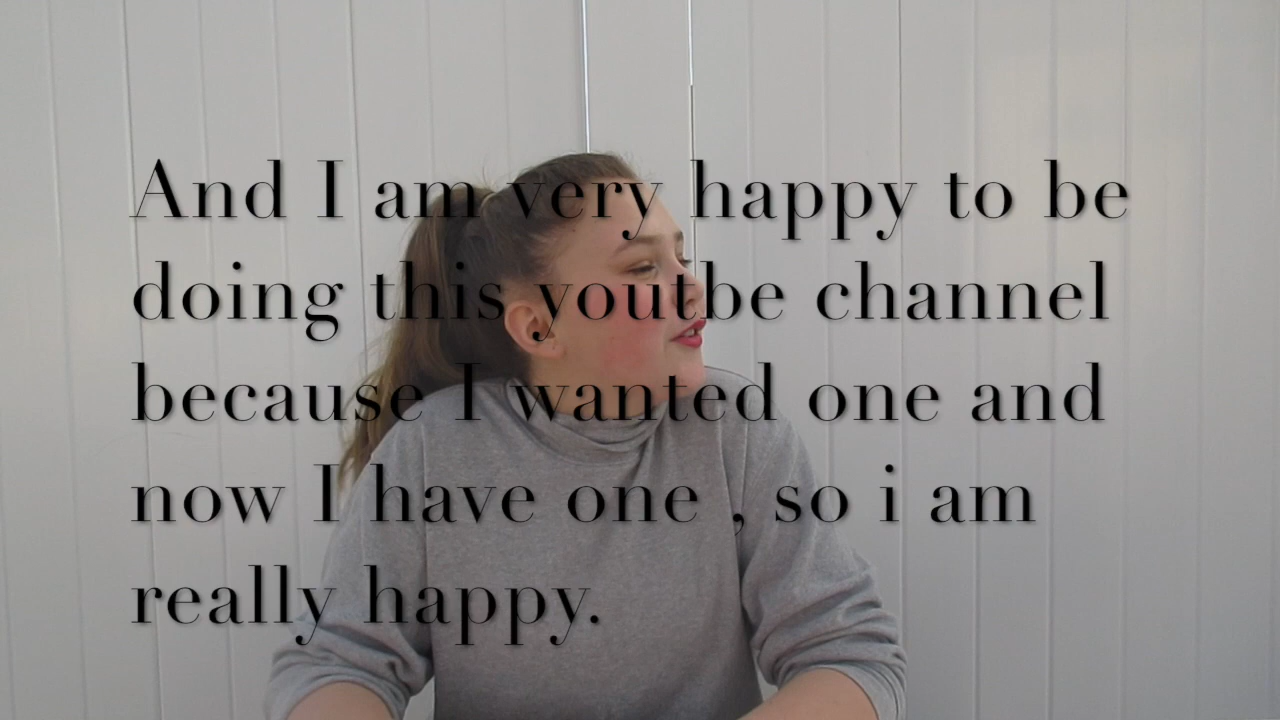 And I am very happy to be
doing this youtbe channel
because I wanted one and
now I have one , so i am
really happy.